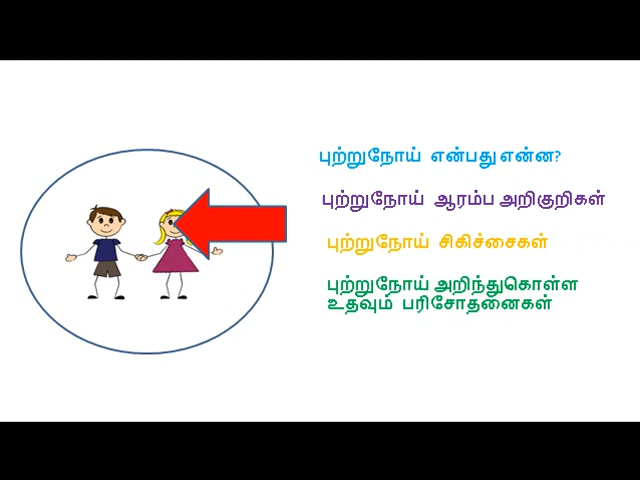 புற்றுநோய் என்பது என்ன?
புற்றுநோய் ஆரம்ப அறிகுறிகள்
புற்றுநோய் சிகிச்சைகள்
புற்றுநோய் அறிந்துகொள்ள
உதவும் பரிசோதனைகள்